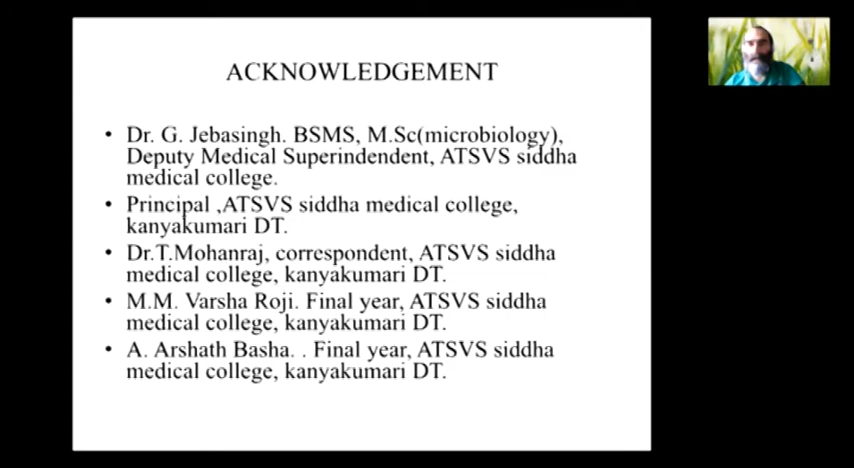 ACKNOWLEDGEMENT
• Dr. G. Jebasingh. BSMS, M.Sc(microbiology),
Deputy Medical Superindendent, ATSVS siddha
medical college.
• Principal ,ATSVS siddha medical college,
kanyakumari DT.
• Dr.T.Mohanraj, correspondent, ATSVS siddha
medical college, kanyakumari DT.
• M.M. Varsha Roji. Final year, ATSVS siddha
medical college, kanyakumari DT.
• A. Arshath Basha. . Final year, ATSVS siddha
medical college, kanyakumari DT.